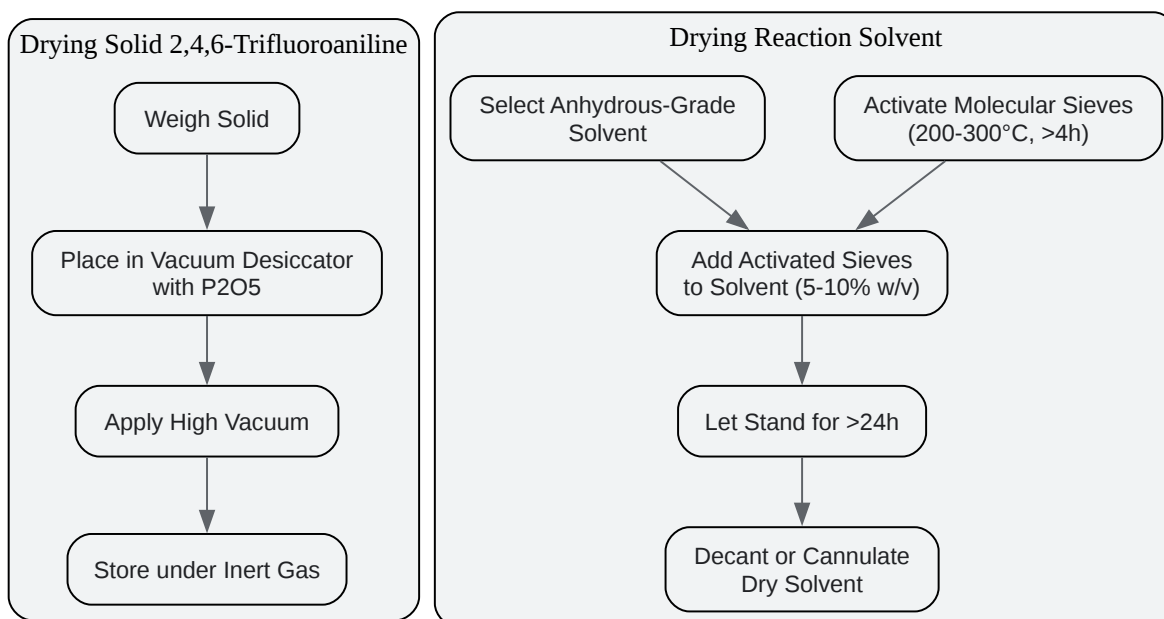 Drying Solid 2,4,6-Trifluoroaniline
Weigh Solid
Place in Vacuum Desiccator
with P2O5
Apply High Vacuum
Store under Inert Gas
Drying Reaction Solvent
Select Anhydrous-Grade
Solvent
Activate Molecular Sieves
(200-300°C, >4h)
Add Activated Sieves
to Solvent (5-10% w/v)
Let Stand for >24h
Decant or Cannulate
Dry Solvent